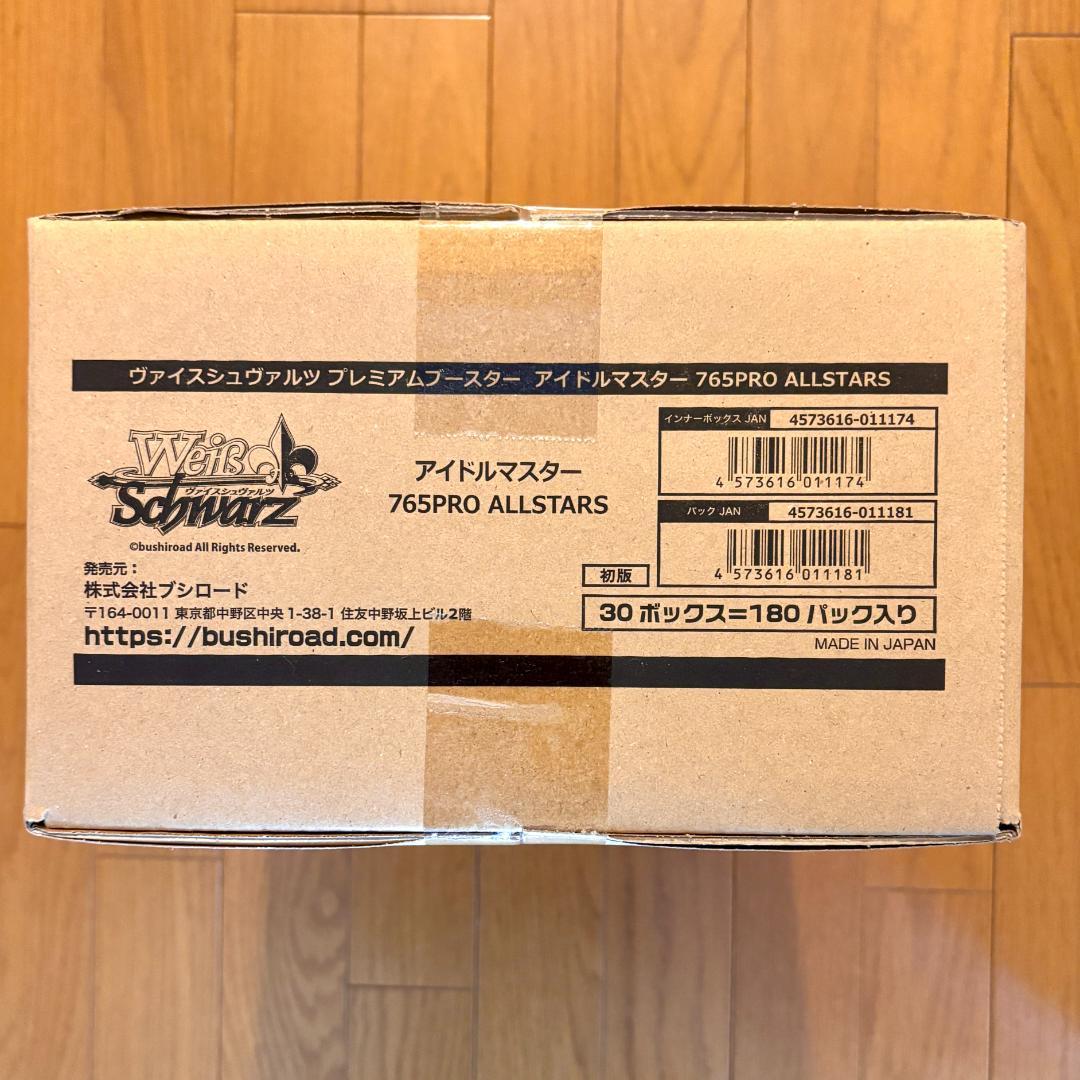 ヴァイスシュヴァルツ プレミアムブースター アイドルマスター 765PRO ALLSTARS
Weiß
ヴァイスシュヴァルツ
Schwarz
©bushiroad All Rights Reserved.
発売元：
株式会社ブシロード
〒164-0011 東京都中野区中央 1-38-1 住友中野坂上ビル2階
https://bushiroad.com/
アイドルマスター
765PRO ALLSTARS
インナーボックス JAN 4573616-011174
4 573616 011174
パック JAN 4573616-011181
4 573616 011181
初版
30 ボックス=180 パック入り
MADE IN JAPAN